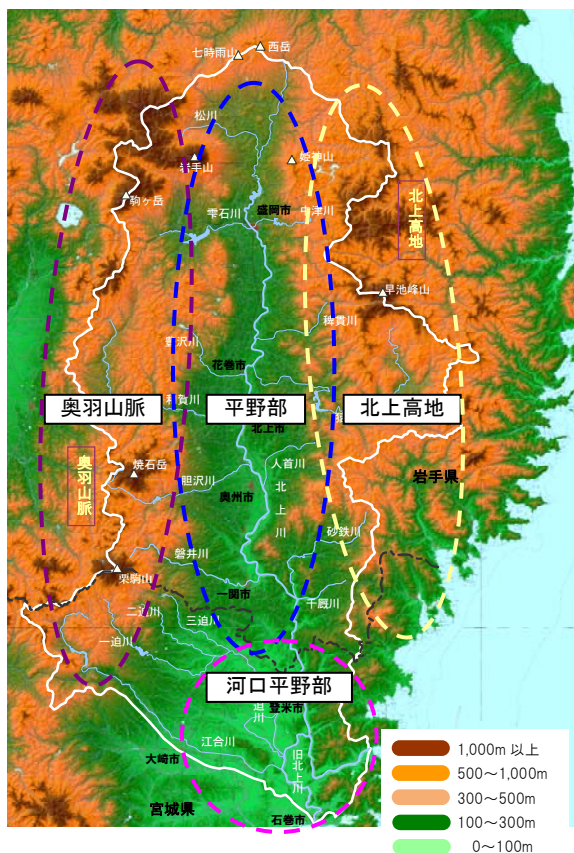 西岳
七時雨山
松川
岩手山
姫神山
駒ヶ岳
雫石川
盛岡市
中津川
北上高地
早池峰山
稗貫川
豊沢川
花巻市
奥羽山脈
平野部
北上高地
和賀川
北上市
猿
人首川
奥羽山脈
焼石岳
胆沢川
奥州市
北上川
岩手県
砂鉄川
磐井川
栗駒山
一関市
千厩川
二迫川
三迫川
一迫川
河口平野部
迫川
登米市
江合川
大崎市
旧北上川
宮城県
石巻市
1,000m 以上
500～1,000m
300～500m
100～300m
0～100m